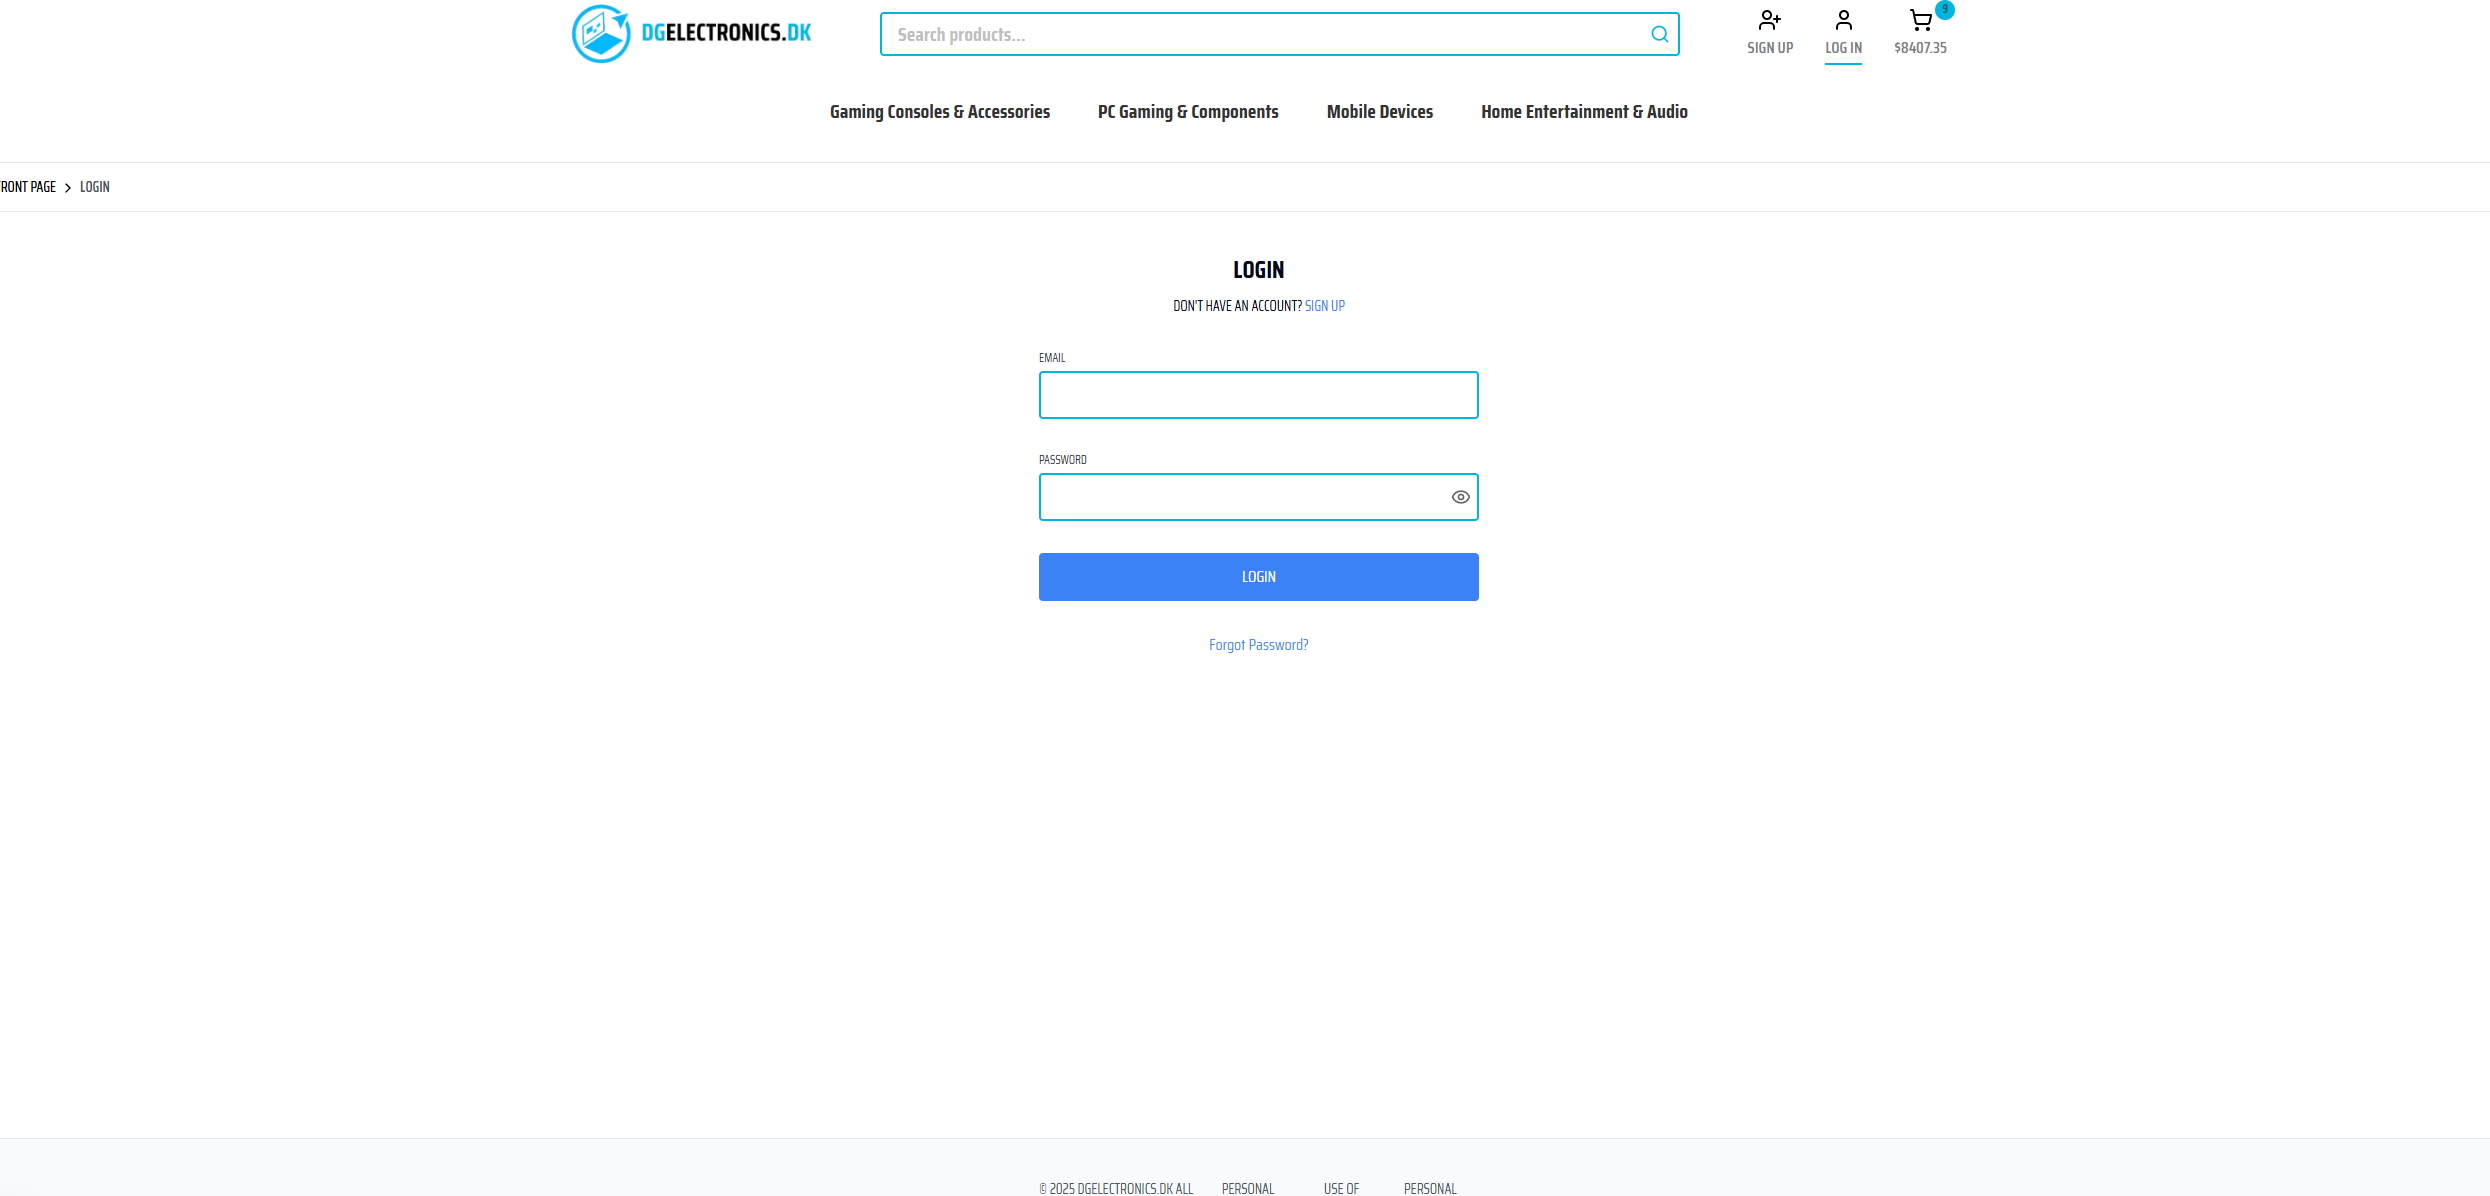 DGELECTRONICS.DK
Search products...
SIGN UP
LOG IN
9
$8407.35
Gaming Consoles & Accessories
PC Gaming & Components
Mobile Devices
Home Entertainment & Audio
RONT PAGE > LOGIN
LOGIN
DON'T HAVE AN ACCOUNT? SIGN UP
EMAIL
PASSWORD
LOGIN
Forgot Password?
© 2025 DGELECTRONICS.DK ALL
PERSONAL
USE OF
PERSONAL